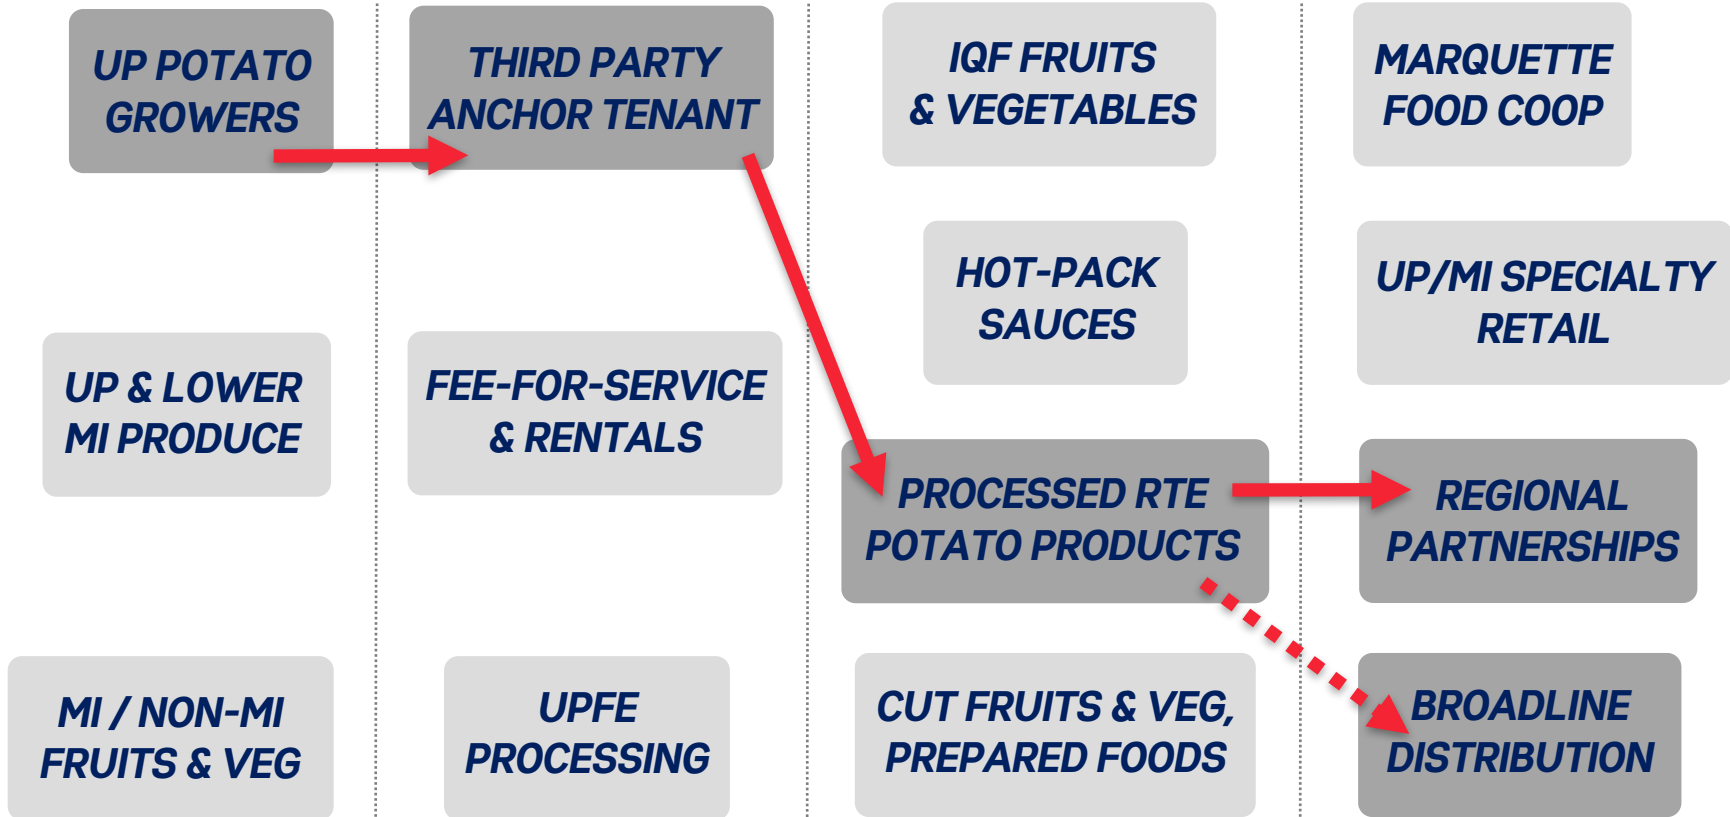 UP POTATO
GROWERS
THIRD PARTY
ANCHOR TENANT
IQF FRUITS
& VEGETABLES
MARQUETTE
FOOD COOP
HOT-PACK
SAUCES
UP/MI SPECIALTY
RETAIL
UP & LOWER
MI PRODUCE
FEE-FOR-SERVICE
& RENTALS
PROCESSED RTE
POTATO PRODUCTS
REGIONAL
PARTNERSHIPS
MI / NON-MI
FRUITS & VEG
UPFE
PROCESSING
CUT FRUITS & VEG,
PREPARED FOODS
BROADLINE
DISTRIBUTION